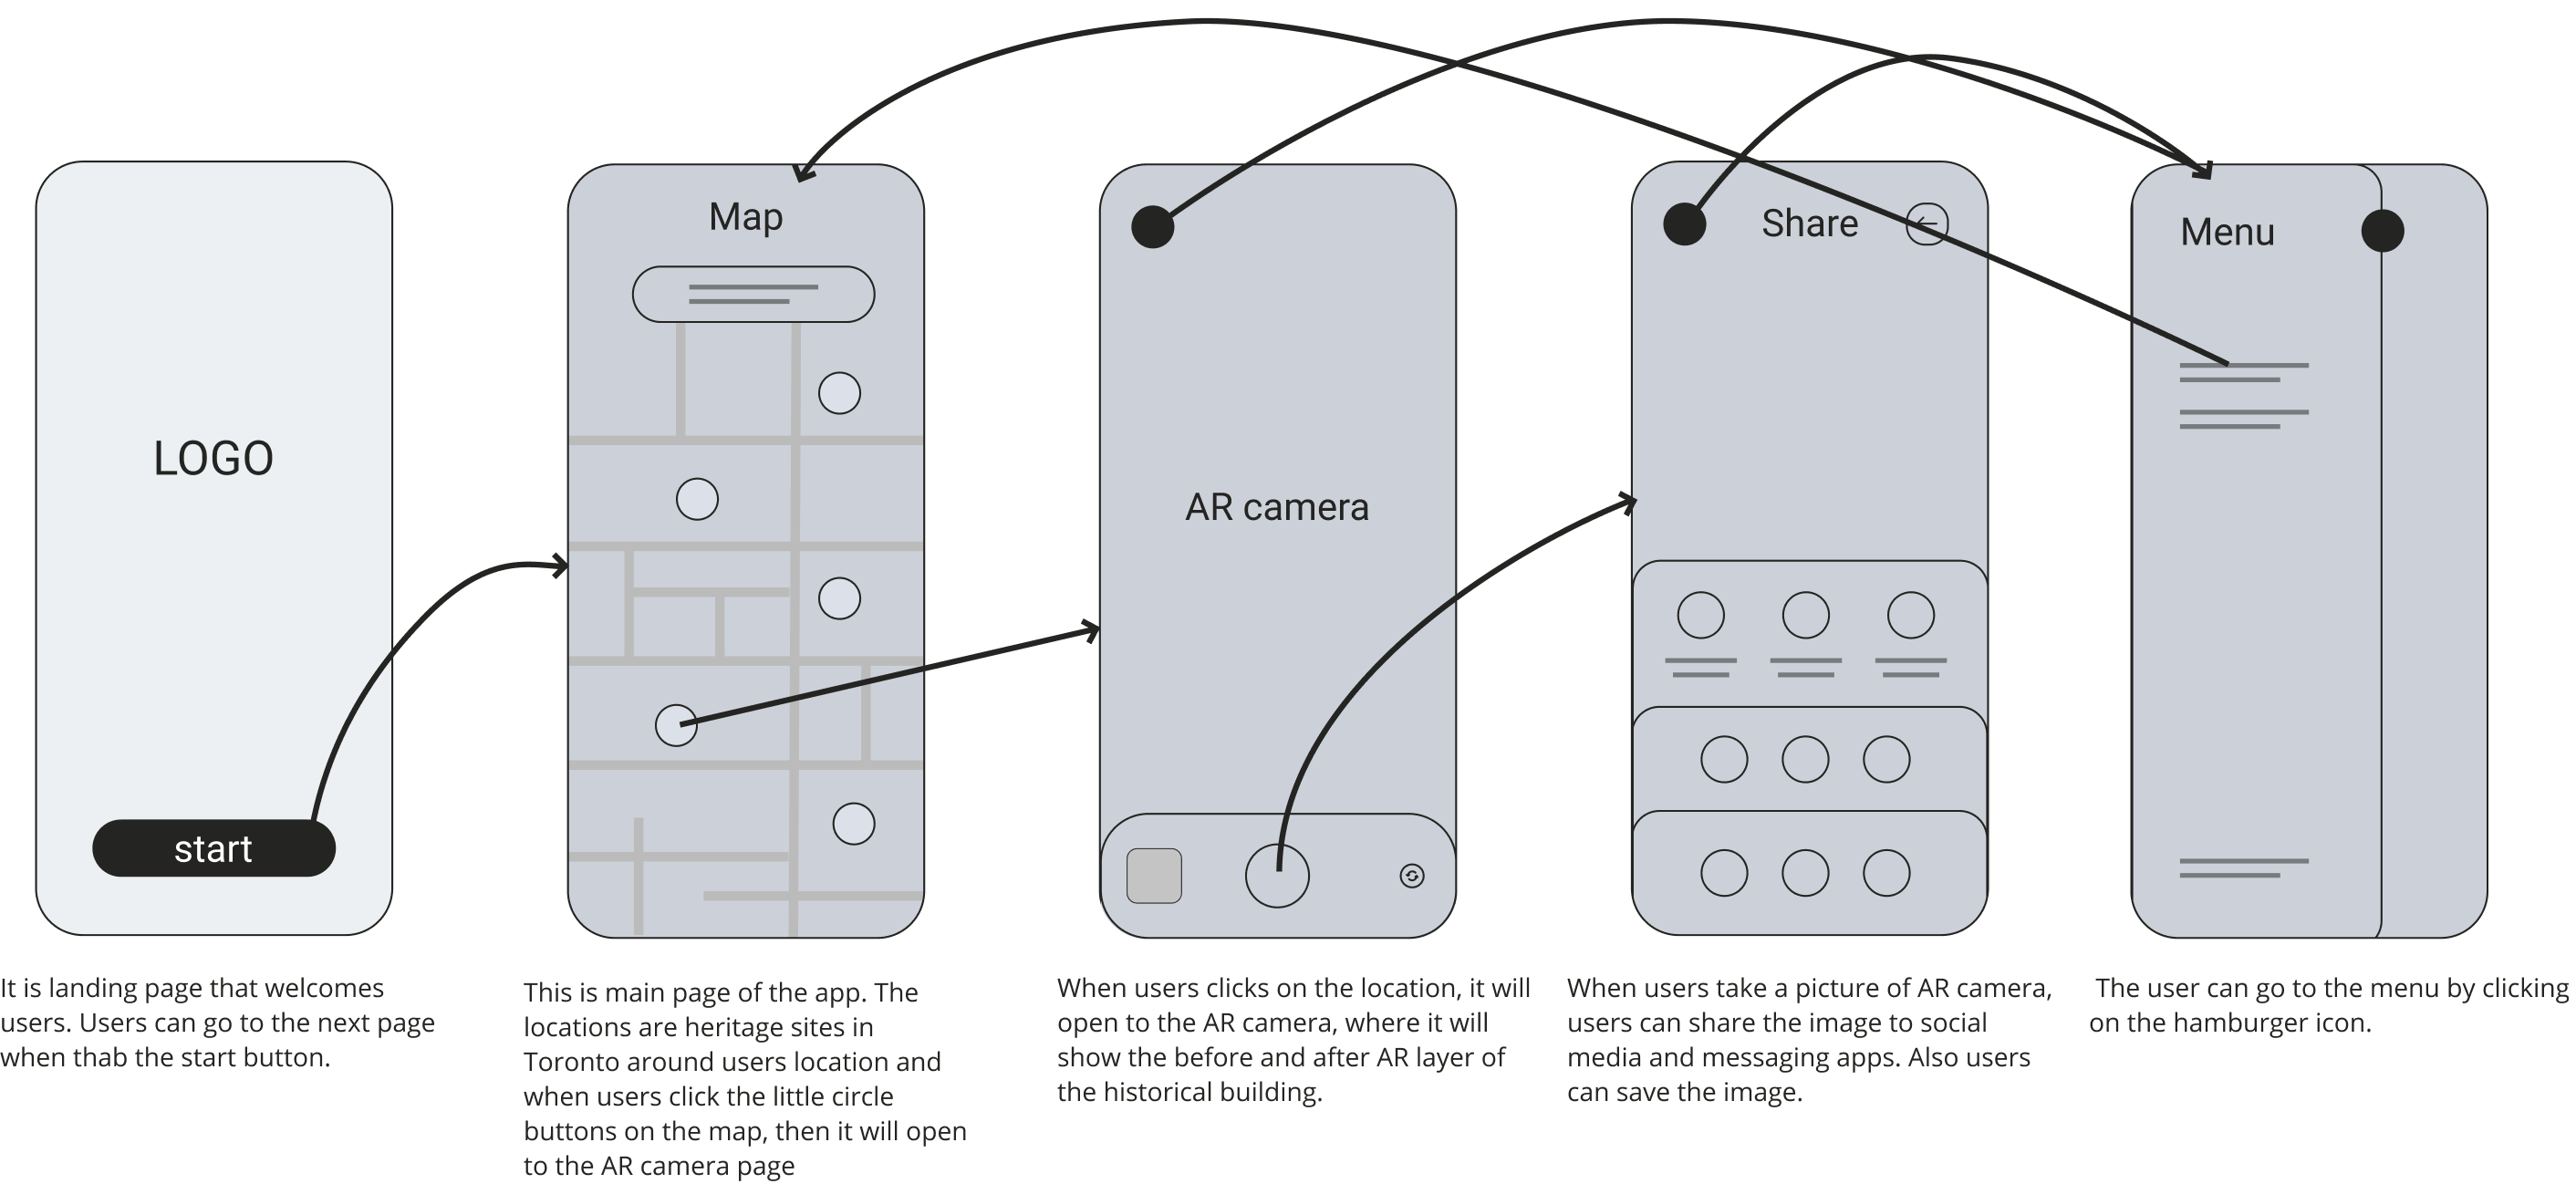 Map
Share
Menu
LOGO
AR camera
start
It is landing page that welcomes
users. Users can go to the next page
when thab the start button.
This is main page of the app. The
locations are heritage sites in
Toronto around users location and
when users click the little circle
buttons on the map, then it will open
to the AR camera page
When users clicks on the location, it will
open to the AR camera, where it will
show the before and after AR layer of
the historical building.
When users take a picture of AR camera,
users can share the image to social
media and messaging apps. Also users
can save the image.
The user can go to the menu by clicking
on the hamburger icon.